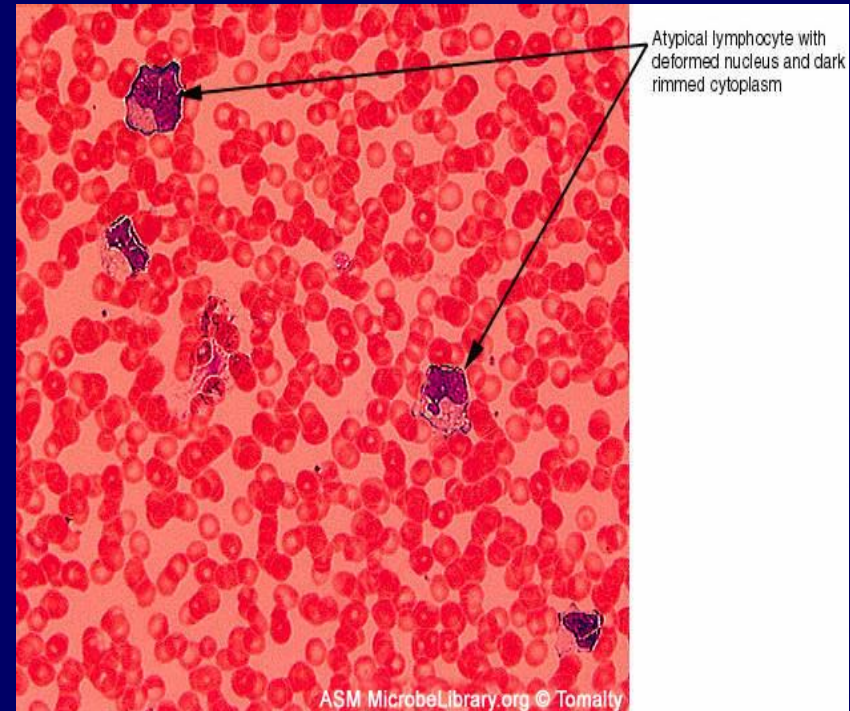 Atypical lymphocyte with
deformed nucleus and dark
rimmed cytoplasm
ASM MicrobeLibrary.org © Tomalty